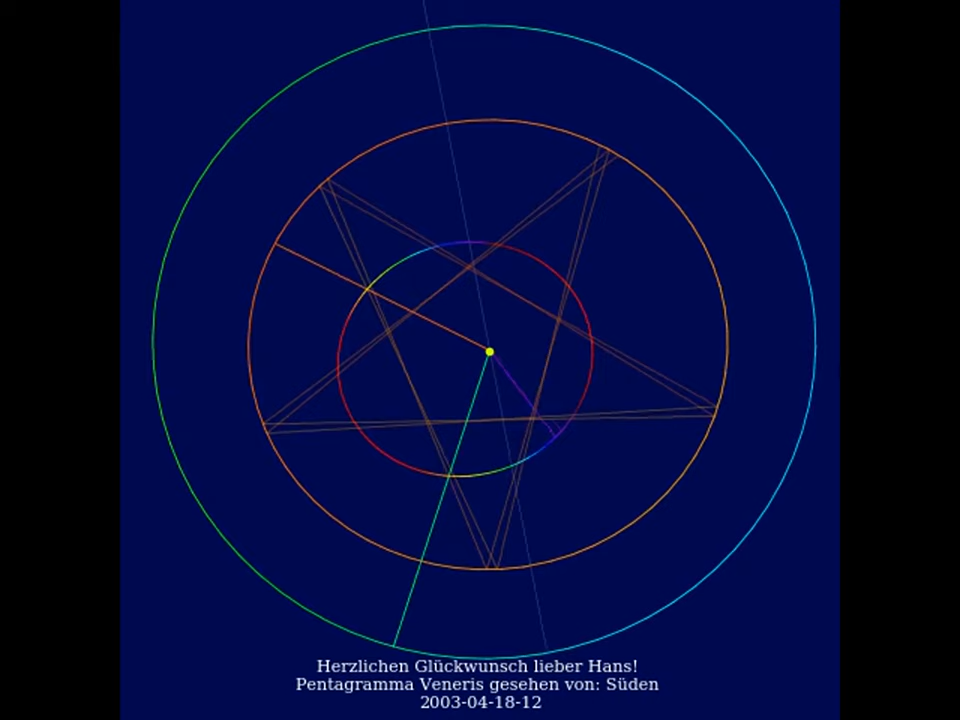 Herzlichen Glückwunsch lieber Hans!
Pentagramma Veneris gesehen von: Süden
2003-04-18-12